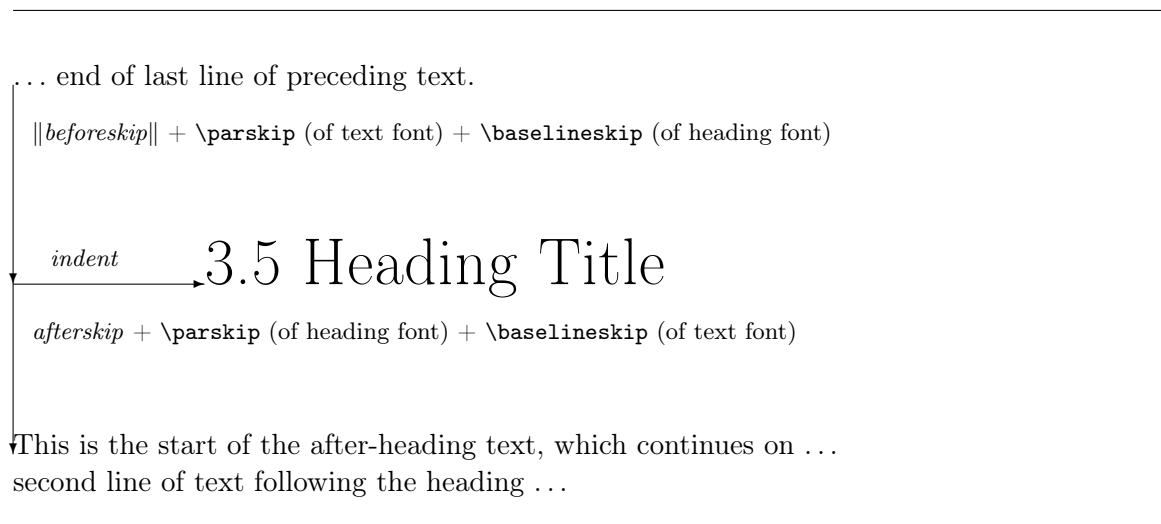 … end of last line of preceding text.
‖beforeskip‖ + \parskip (of text font) + \baselineskip (of heading font)
indent
3.5 Heading Title
afterskip + \parskip (of heading font) + \baselineskip (of text font)
This is the start of the after-heading text, which continues on …
second line of text following the heading …